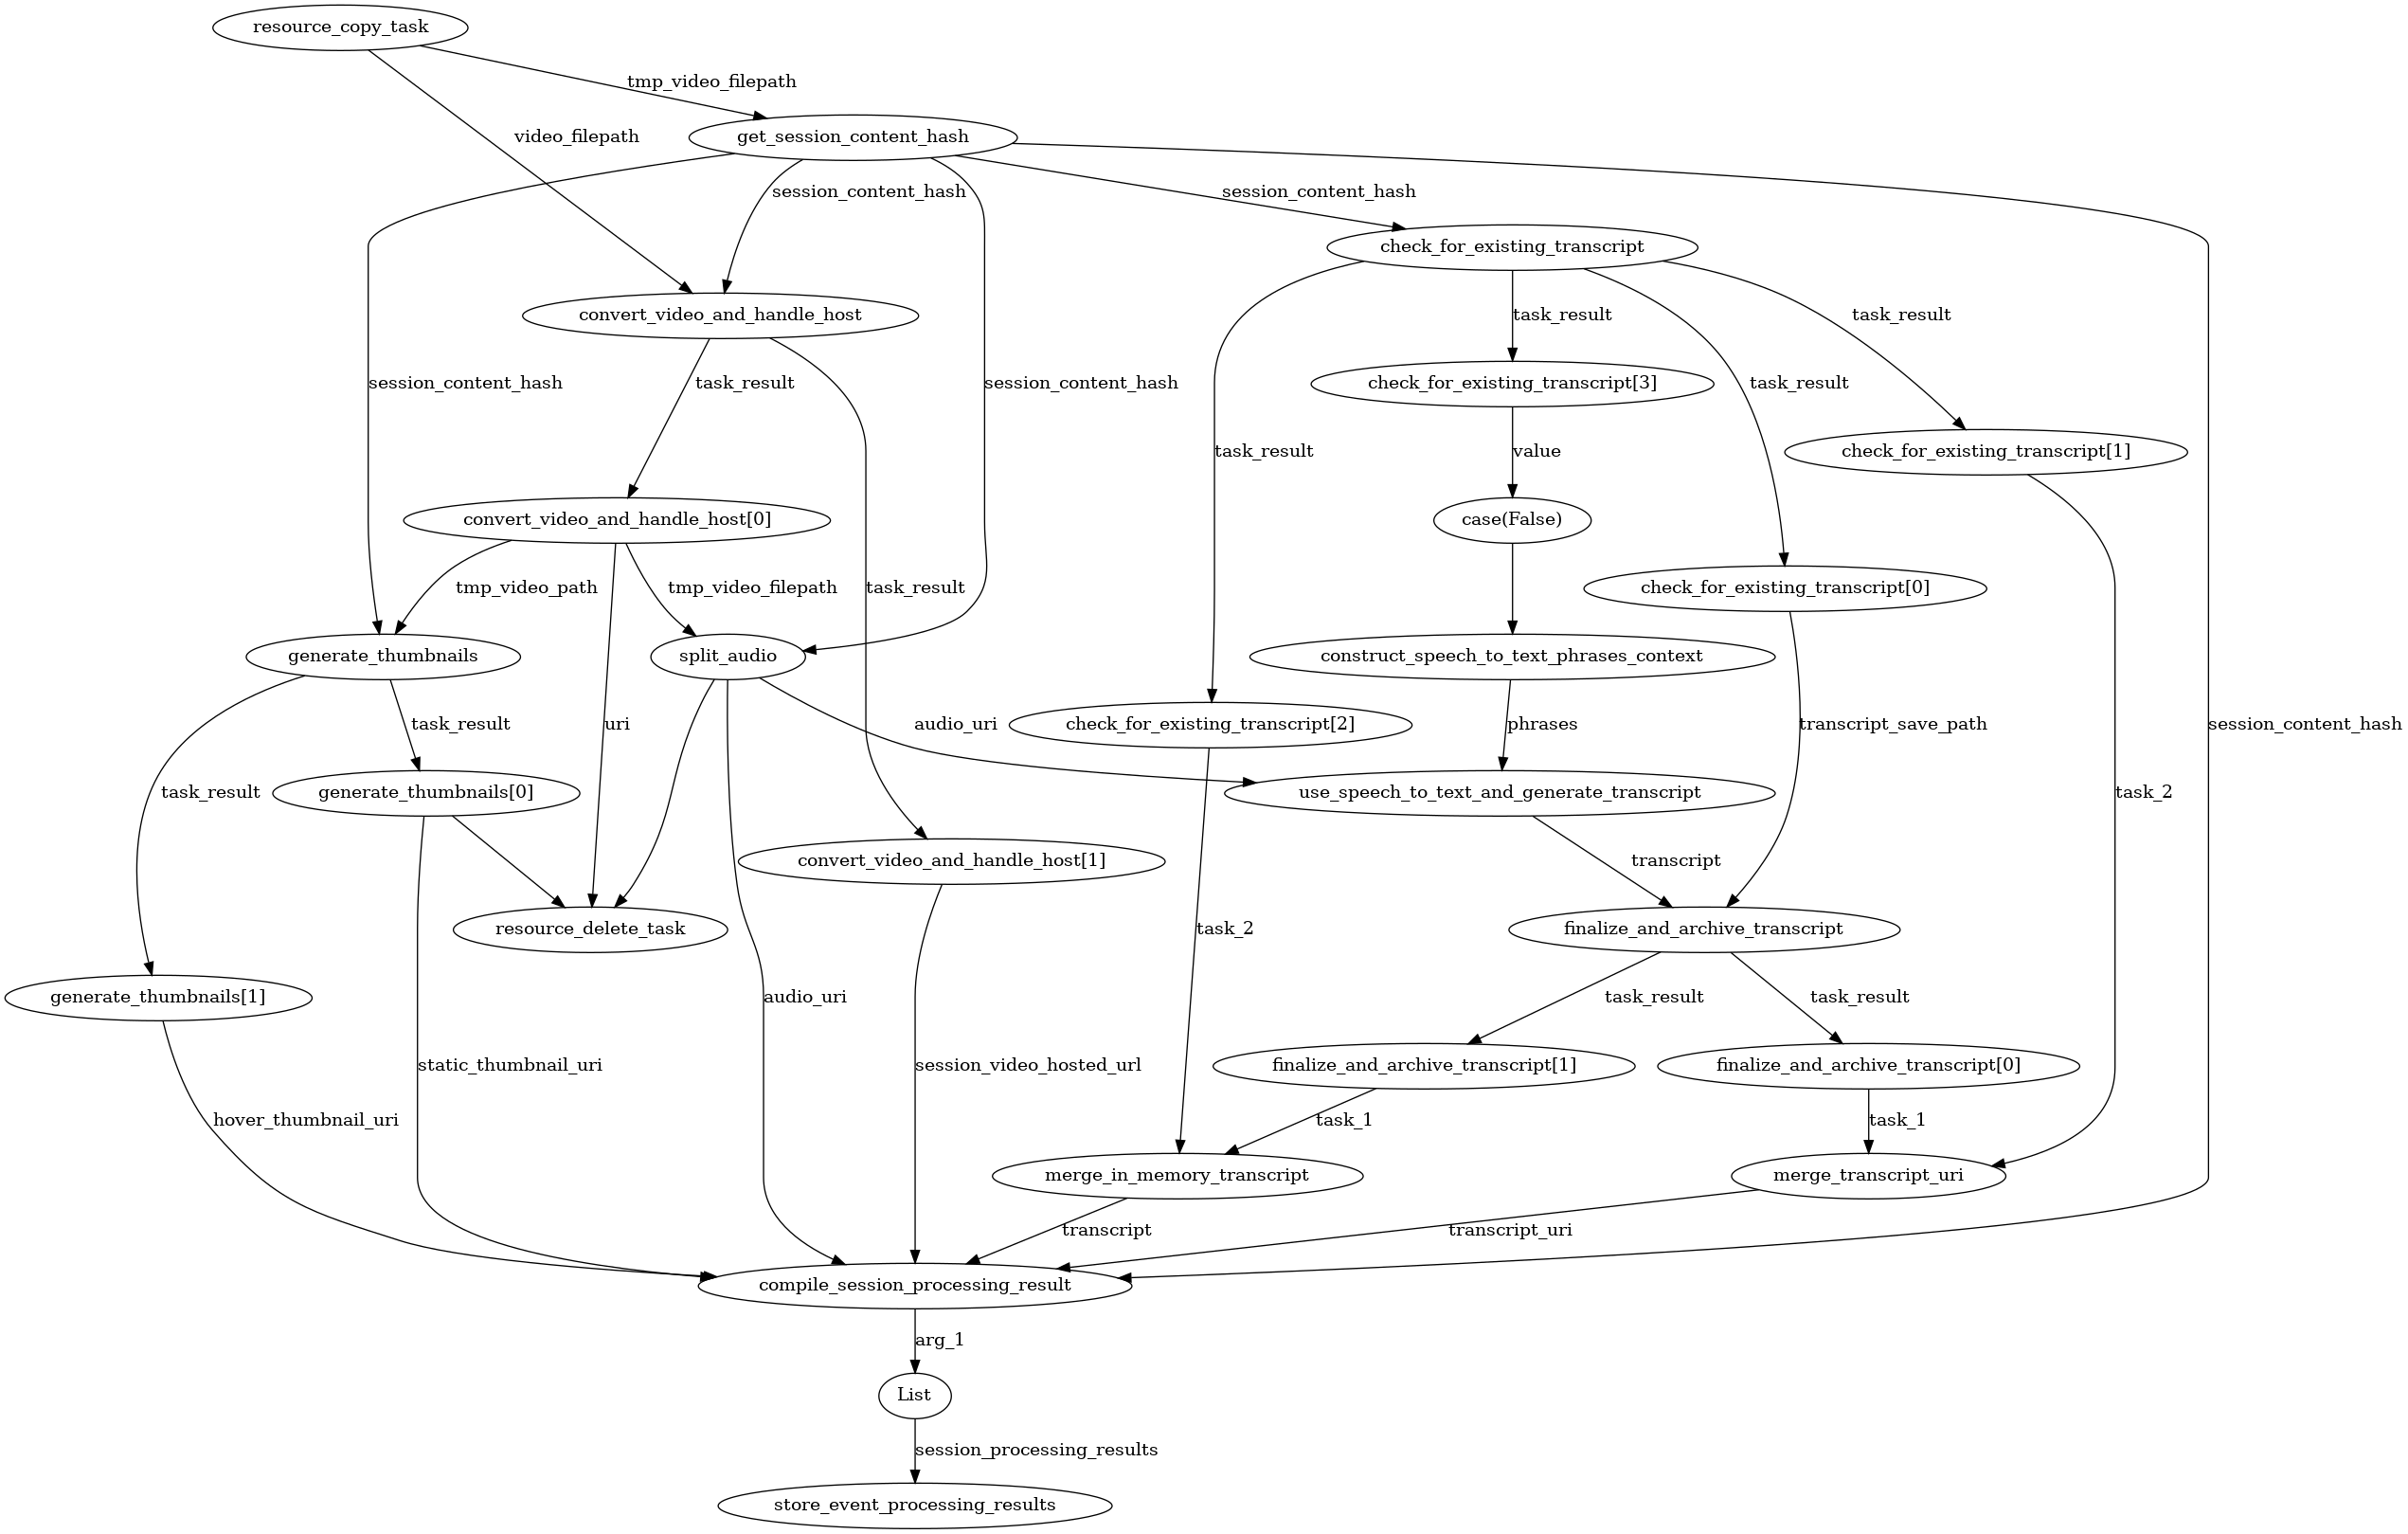 resource_copy_task
tmp_video_filepath
video_filepath
get_session_content_hash
session_content_hash
session_content_hash
check_for_existing_transcript
convert_video_and_handle_host
task_result
task_result
session_content_hash
session_content_hash
task_result
check_for_existing_transcript[3]
task_result
task_result
value
check_for_existing_transcript[1]
convert_video_and_handle_host[0]
case(False)
tmp_video_path
tmp_video_filepath
task_result
check_for_existing_transcript[0]
generate_thumbnails
split_audio
construct_speech_to_text_phrases_context
task_result
uri
audio_uri
check_for_existing_transcript[2]
phrases
transcript_save_path
session_content_hash
task_result
generate_thumbnails[0]
use_speech_to_text_and_generate_transcript
task_2
convert_video_and_handle_host[1]
transcript
resource_delete_task
task_2
finalize_and_archive_transcript
generate_thumbnails[1]
audio_uri
task_result
task_result
static_thumbnail_uri
session_video_hosted_url
finalize_and_archive_transcript[1]
finalize_and_archive_transcript[0]
hover_thumbnail_uri
task_1
task_1
merge_in_memory_transcript
merge_transcript_uri
transcript
transcript_uri
compile_session_processing_result
arg_1
List
session_processing_results
store_event_processing_results